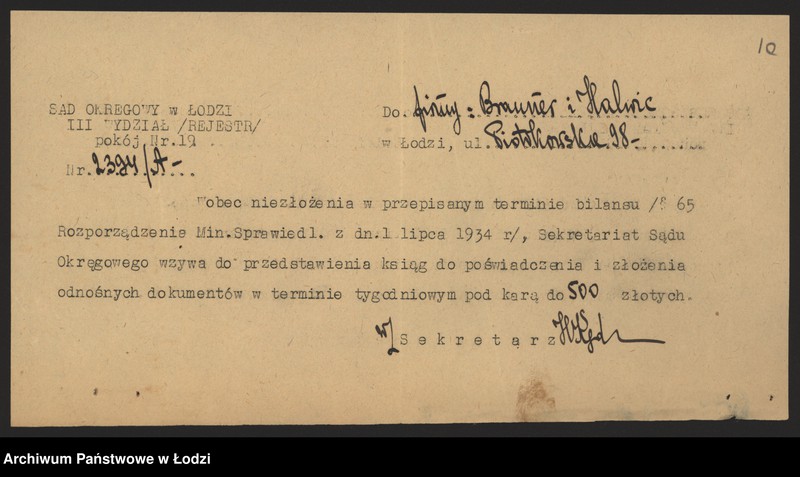 10
SĄD OKRĘGOWY w ŁODZI
III WYDZIAŁ /REJESTR/
pokój Nr.19
Nr. 2394/A-
Do firmy: Brauner i
w Łodzi, ul. Piotrkowska 98-
Wobec niezłożenia w przepisanym terminie bilansu /§ 65
Rozporządzenie Min.Sprawiedl. z dn.1 lipca 1934 r/, Sekretariat Sądu
Okręgowego wzywa do przedstawienia ksiąg do poświadczenia i złożenia
odnośnych dokumentów w terminie tygodniowym pod karą do 500 złotych.
w/ Sekretarz
Archiwum Państwowe w Łodzi